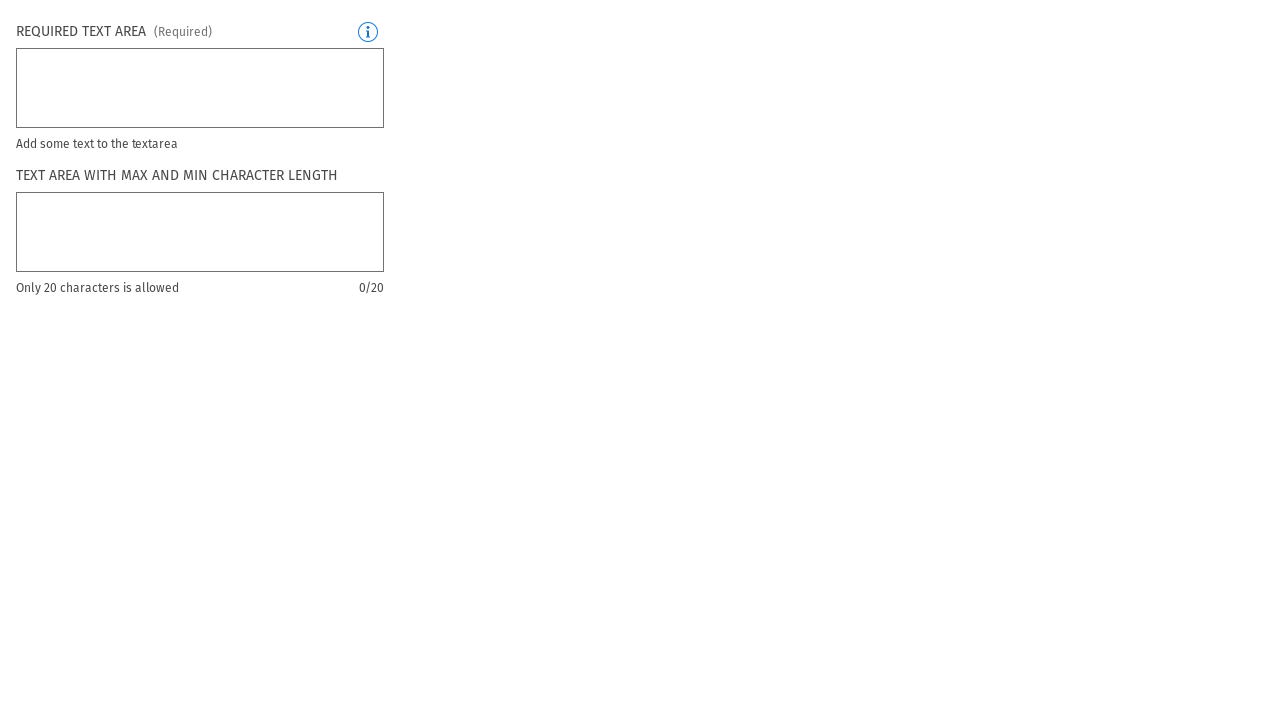 REQUIRED TEXT AREA (Required)
Add some text to the textarea
TEXT AREA WITH MAX AND MIN CHARACTER LENGTH
Only 20 characters is allowed 0/20